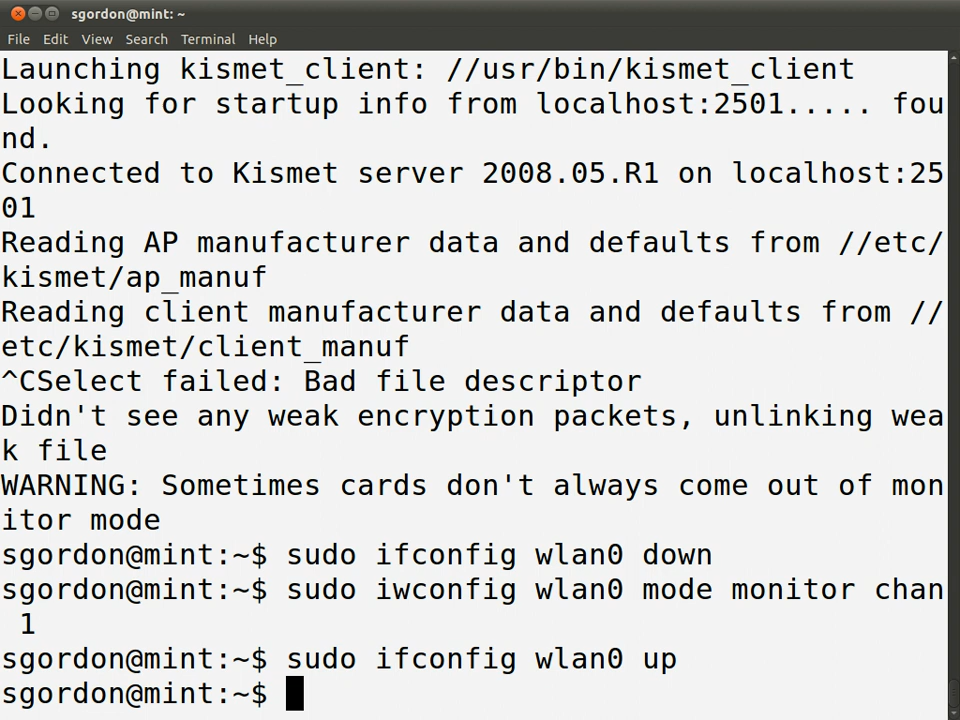 sgordon@mint: ~
File Edit View Search Terminal Help
Launching kismet_client: //usr/bin/kismet_client
Looking for startup info from localhost:2501..... fou
nd.
Connected to Kismet server 2008.05.R1 on localhost:25
01
Reading AP manufacturer data and defaults from //etc/
kismet/ap_manuf
Reading client manufacturer data and defaults from //
etc/kismet/client_manuf
^CSelect failed: Bad file descriptor
Didn't see any weak encryption packets, unlinking wea
k file
WARNING: Sometimes cards don't always come out of mon
itor mode
sgordon@mint:~$ sudo ifconfig wlan0 down
sgordon@mint:~$ sudo iwconfig wlan0 mode monitor chan
 1
sgordon@mint:~$ sudo ifconfig wlan0 up
sgordon@mint:~$